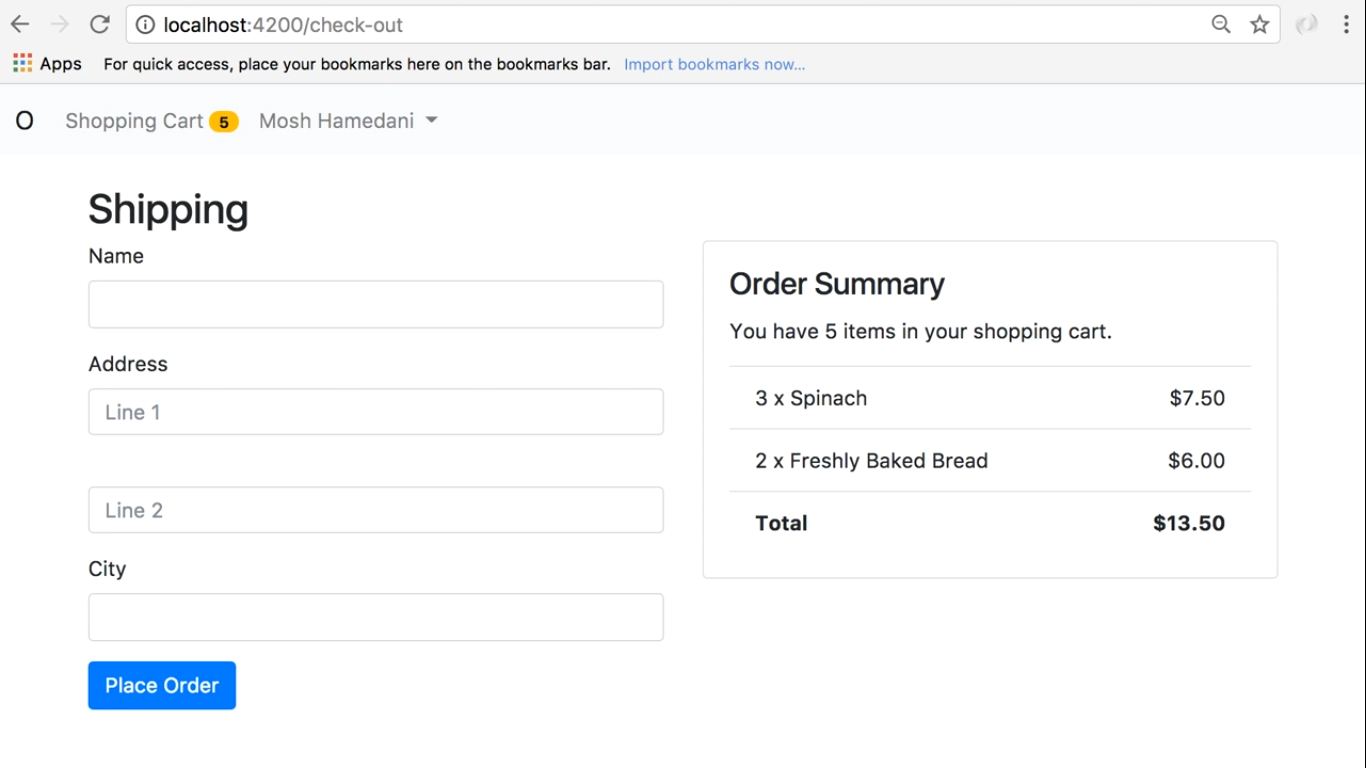 localhost:4200/check-out
Apps For quick access, place your bookmarks here on the bookmarks bar. Import bookmarks now...
O Shopping Cart 5 Mosh Hamedani
Shipping
Name
Address
Line 1
Line 2
City
Place Order
Order Summary
You have 5 items in your shopping cart.
3 x Spinach $7.50
2 x Freshly Baked Bread $6.00
Total $13.50